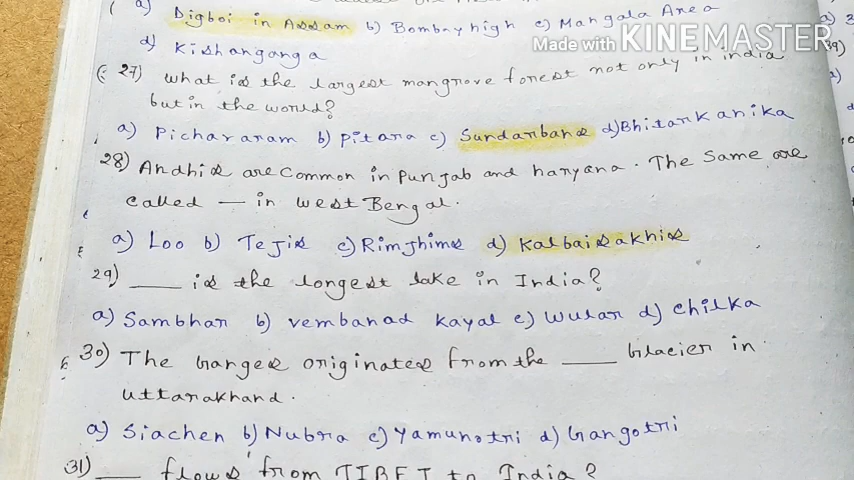 a) Digboi in Assam b) Bombay high c) Mangala Area
d) Kishanganga
Made with KINEMASTER
27) What is the largest mangrove forest not only in india
but in the world?
a) Picharavam b) pitara c) Sundarbans d) Bhitarkanika
28) Andhis are common in punjab and haryana. The same are
called — in west Bengal.
a) Loo b) Tejis c) Rimjhims d) Kalbaisakhis
29) ___ is the longest lake in India?
a) Sambhar b) vembanad kayal c) wular d) chilka
30) The Ganges originates from the ___ Glacier in
uttarakhand.
a) Siachen b) Nubra c) Yamunotri d) Gangotri
31) ___ flows from TIBET to India?